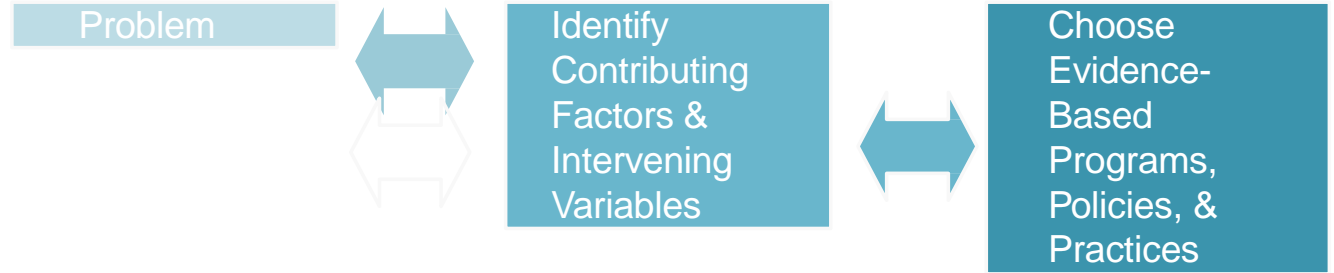 Problem
Identify
Contributing
Factors &
Intervening
Variables
Choose
Evidence-
Based
Programs,
Policies, &
Practices